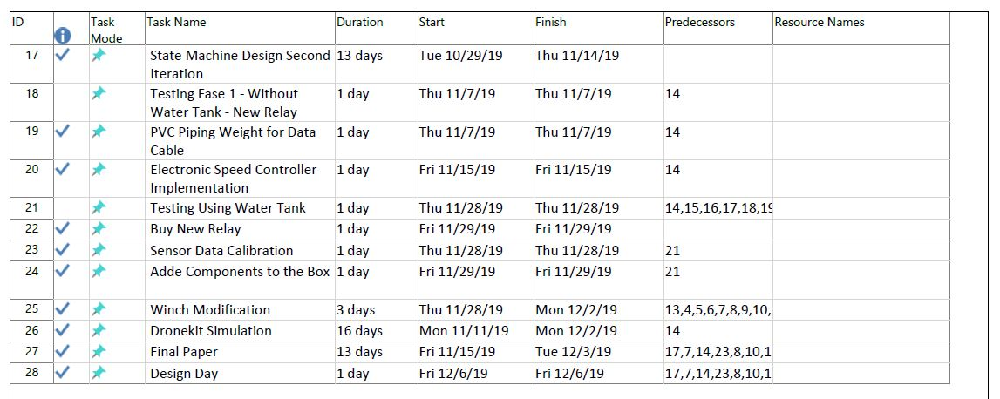 ID Task Mode Task Name Duration Start Finish Predecessors Resource Names
17 State Machine Design Second Iteration 13 days Tue 10/29/19 Thu 11/14/19
18 Testing Fase 1 - Without Water Tank - New Relay 1 day Thu 11/7/19 Thu 11/7/19 14
19 PVC Piping Weight for Data Cable 1 day Thu 11/7/19 Thu 11/7/19 14
20 Electronic Speed Controller Implementation 1 day Fri 11/15/19 Fri 11/15/19 14
21 Testing Using Water Tank 1 day Thu 11/28/19 Thu 11/28/19 14,15,16,17,18,19
22 Buy New Relay 1 day Fri 11/29/19 Fri 11/29/19
23 Sensor Data Calibration 1 day Thu 11/28/19 Thu 11/28/19 21
24 Adde Components to the Box 1 day Fri 11/29/19 Fri 11/29/19 21
25 Winch Modification 3 days Thu 11/28/19 Mon 12/2/19 13,4,5,6,7,8,9,10,
26 Dronekit Simulation 16 days Mon 11/11/19 Mon 12/2/19 14
27 Final Paper 13 days Fri 11/15/19 Tue 12/3/19 17,7,14,23,8,10,1
28 Design Day 1 day Fri 12/6/19 Fri 12/6/19 17,7,14,23,8,10,1